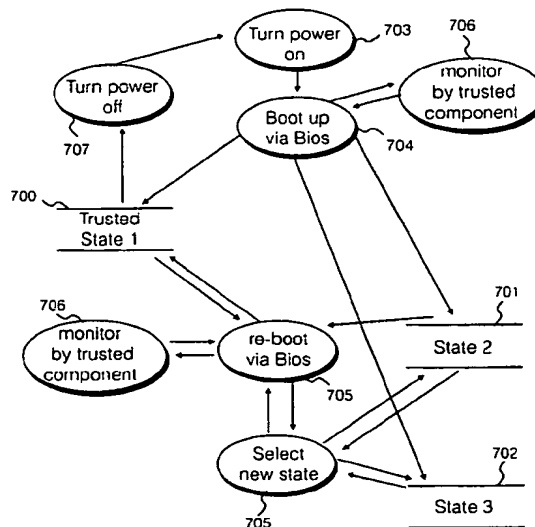 Turn power
on
703
706
monitor
by trusted
component
Turn power
off
707
Boot up
via Bios
704
700
Trusted
State 1
701
State 2
706
monitor
by trusted
component
re-boot
via Bios
705
Select
new state
705
702
State 3